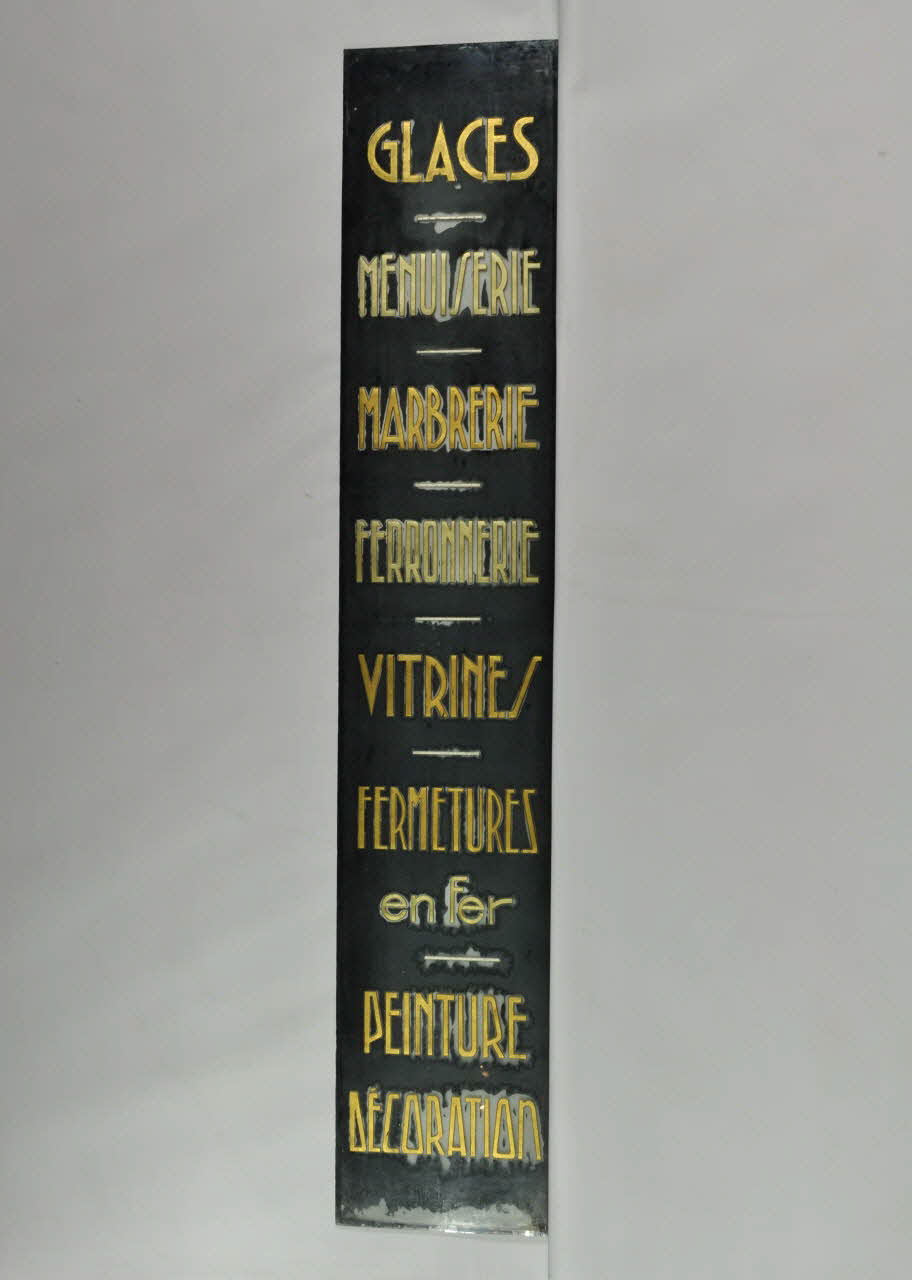 GLACES
MENUISERIE
MARBRERIE
FERRONNERIE
VITRINES
FERMETURES
en fer
PEINTURE
DÉCORATION